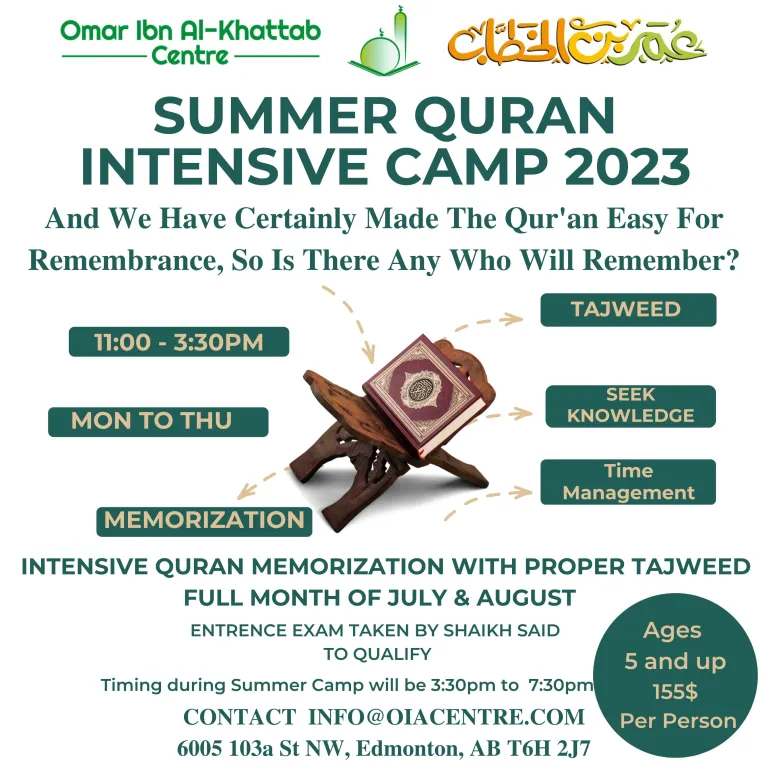 Omar Ibn Al-Khattab
Centre
عمر بن الخطاب
SUMMER QURAN
INTENSIVE CAMP 2023
And We Have Certainly Made The Qur'an Easy For
Remembrance, So Is There Any Who Will Remember?
11:00 - 3:30PM
MON TO THU
MEMORIZATION
TAJWEED
SEEK
KNOWLEDGE
Time
Management
INTENSIVE QURAN MEMORIZATION WITH PROPER TAJWEED
FULL MONTH OF JULY & AUGUST
ENTRENCE EXAM TAKEN BY SHAIKH SAID
TO QUALIFY
Timing during Summer Camp will be 3:30pm to 7:30pm
CONTACT INFO@OIACENTRE.COM
6005 103a St NW, Edmonton, AB T6H 2J7
Ages
5 and up
155$
Per Person